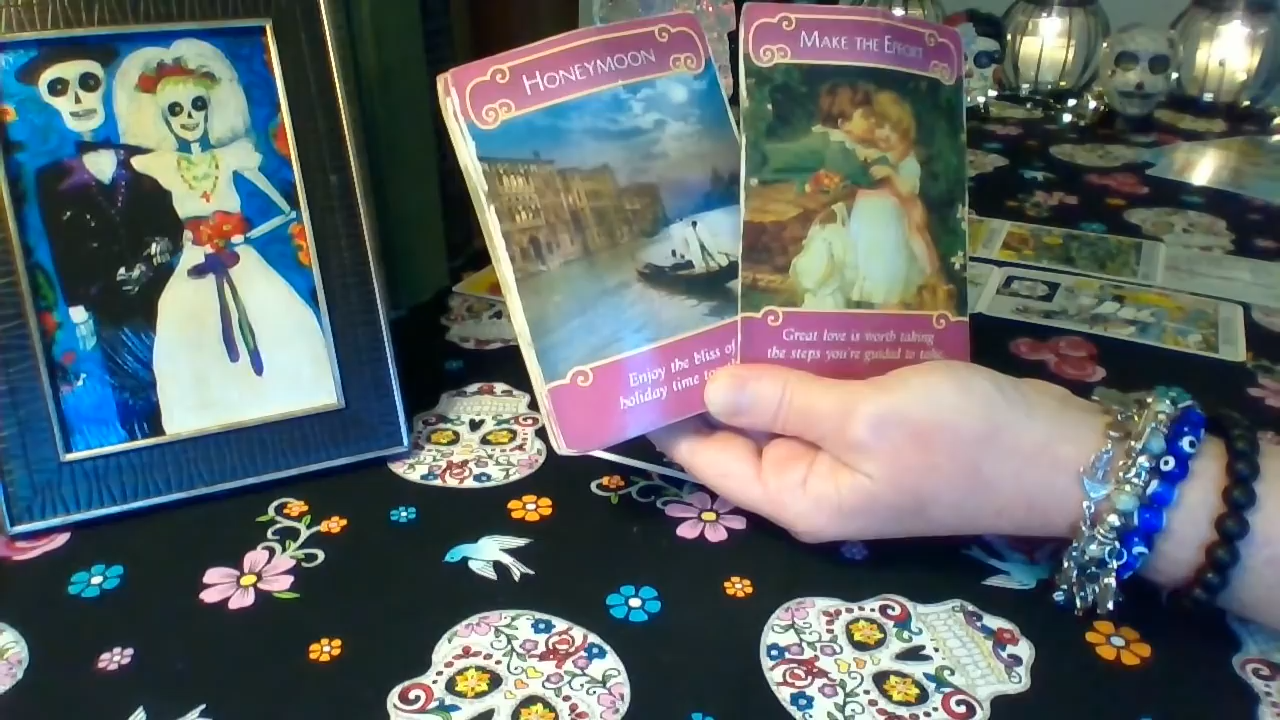 HONEYMOON
Enjoy the bliss of
holiday time
MAKE THE EFFORT
Great love is worth taking
the steps you're guided to take